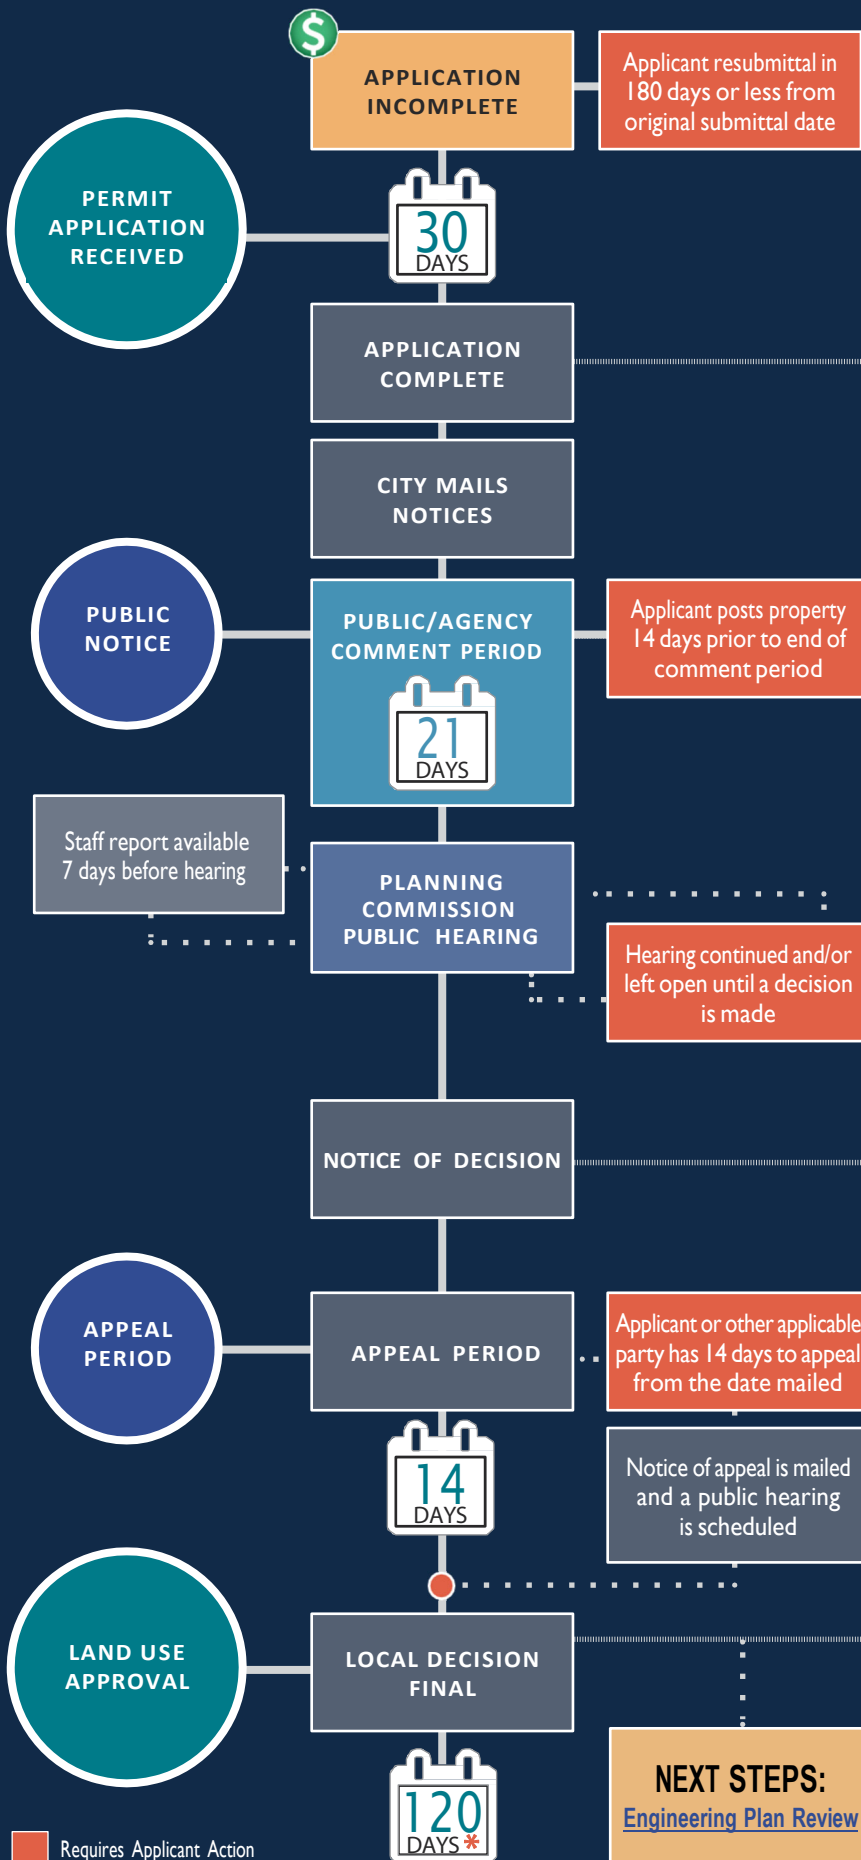 $
APPLICATION
INCOMPLETE
Applicant resubmittal in
180 days or less from
original submittal date
PERMIT
APPLICATION
RECEIVED
30
DAYS
APPLICATION
COMPLETE
CITY MAILS
NOTICES
PUBLIC
NOTICE
PUBLIC/AGENCY
COMMENT PERIOD
21
DAYS
Applicant posts property
14 days prior to end of
comment period
Staff report available
7 days before hearing
PLANNING
COMMISSION
PUBLIC HEARING
Hearing continued and/or
left open until a decision
is made
NOTICE OF DECISION
APPEAL
PERIOD
APPEAL PERIOD
Applicant or other applicable
party has 14 days to appeal
from the date mailed
14
DAYS
Notice of appeal is mailed
and a public hearing
is scheduled
LAND USE
APPROVAL
LOCAL DECISION
FINAL
120
DAYS *
NEXT STEPS:
Engineering Plan Review
Requires Applicant Action